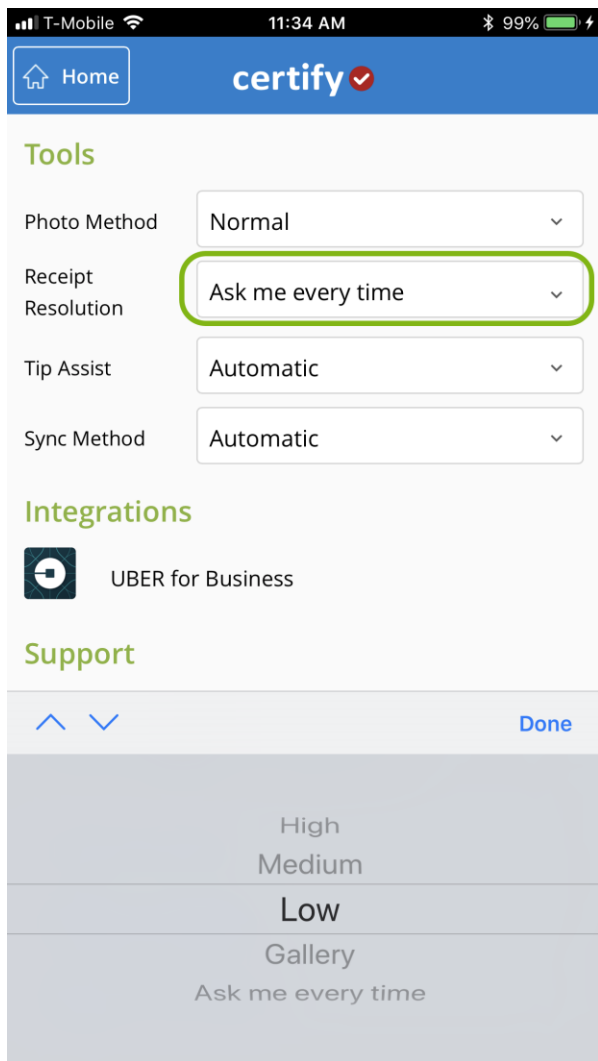 T-Mobile 11:34 AM 99%
Home certify
Tools
Photo Method Normal
Receipt
Resolution Ask me every time
Tip Assist Automatic
Sync Method Automatic
Integrations
UBER for Business
Support
Done
High
Medium
Low
Gallery
Ask me every time